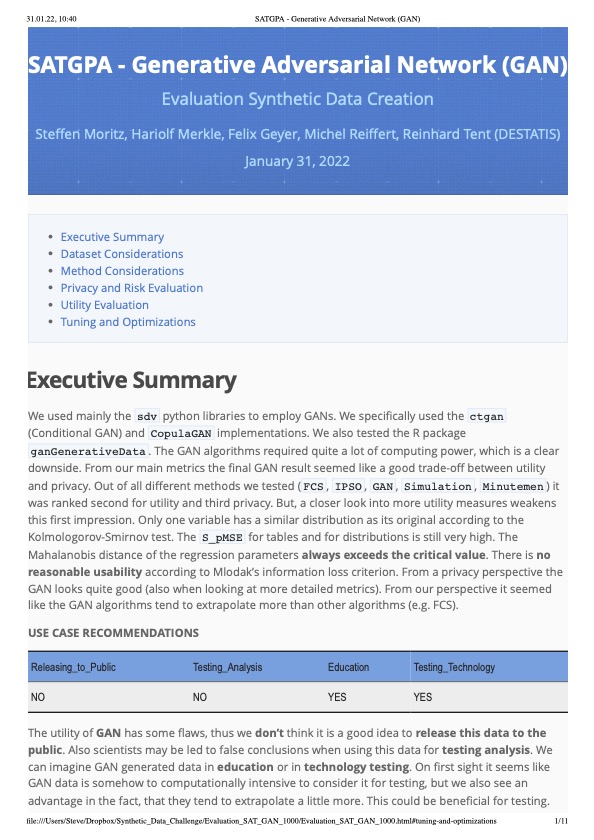 31.01.22, 10:40
SATGPA - Generative Adversarial Network (GAN)
SATGPA - Generative Adversarial Network (GAN)
Evaluation Synthetic Data Creation
Steffen Moritz, Hariolf Merkle, Felix Geyer, Michel Reiffert, Reinhard Tent (DESTATIS)
January 31, 2022
• Executive Summary
• Dataset Considerations
• Method Considerations
• Privacy and Risk Evaluation
• Utility Evaluation
• Tuning and Optimizations
Executive Summary
We used mainly the sdv python libraries to employ GANs. We specifically used the ctgan
(Conditional GAN) and CopulaGAN implementations. We also tested the R package
ganGenerativeData . The GAN algorithms required quite a lot of computing power, which is a clear
downside. From our main metrics the final GAN result seemed like a good trade-off between utility
and privacy. Out of all different methods we tested ( FCS , IPSO , GAN , Simulation , Minutemen ) it
was ranked second for utility and third privacy. But, a closer look into more utility measures weakens
this first impression. Only one variable has a similar distribution as its original according to the
Kolmologorov-Smirnov test. The S_pMSE for tables and for distributions is still very high. The
Mahalanobis distance of the regression parameters always exceeds the critical value. There is no
reasonable usability according to Mlodak’s information loss criterion. From a privacy perspective the
GAN looks quite good (also when looking at more detailed metrics). From our perspective it seemed
like the GAN algorithms tend to extrapolate more than other algorithms (e.g. FCS).
USE CASE RECOMMENDATIONS
Releasing_to_Public Testing_Analysis Education Testing_Technology
NO NO YES YES
The utility of GAN has some flaws, thus we don’t think it is a good idea to release this data to the
public. Also scientists may be led to false conclusions when using this data for testing analysis. We
can imagine GAN generated data in education or in technology testing. On first sight it seems like
GAN data is somehow to computationally intensive to consider it for testing, but we also see an
advantage in the fact, that they tend to extrapolate a little more. This could be beneficial for testing.
file:///Users/Steve/Dropbox/Synthetic_Data_Challenge/Evaluation_SAT_GAN_1000/Evaluation_SAT_GAN_1000.html#tuning-and-optimizations
1/11